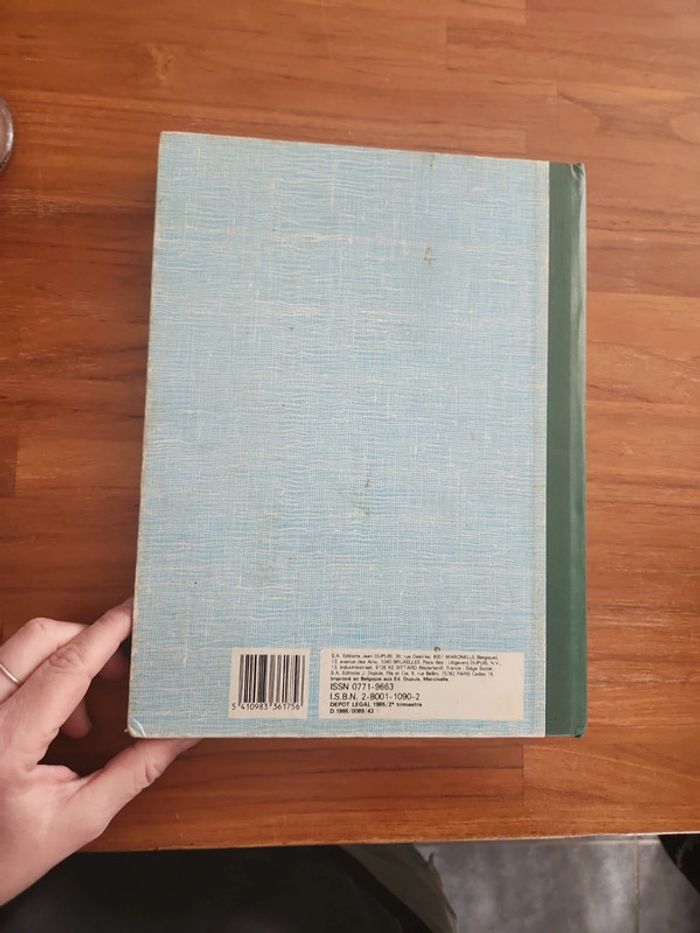 S.A. Editions Jean DUPUIS, 39, rue Destrée, 6001 MARCINELLE (Belgique),
13, avenue des Arts, 1040 BRUXELLES. Pays-Bas : Uitgevers DUPUIS, N.V.,
13, Industriestraat, 6135 KE SITTARD (Nederland). France : Siège Social :
S.A. Editions J. Dupuis, Fils et Cie, 9, rue Bellini, 75782 PARIS Cedex 16.
Imprimé en Belgique aux Ed. Dupuis, Marcinelle.
ISSN 0771-9663
I.S.B.N. 2-8001-1090-2
DEPOT LEGAL 1985/2e trimestre
D.1985/0089/43
5 410983 361756